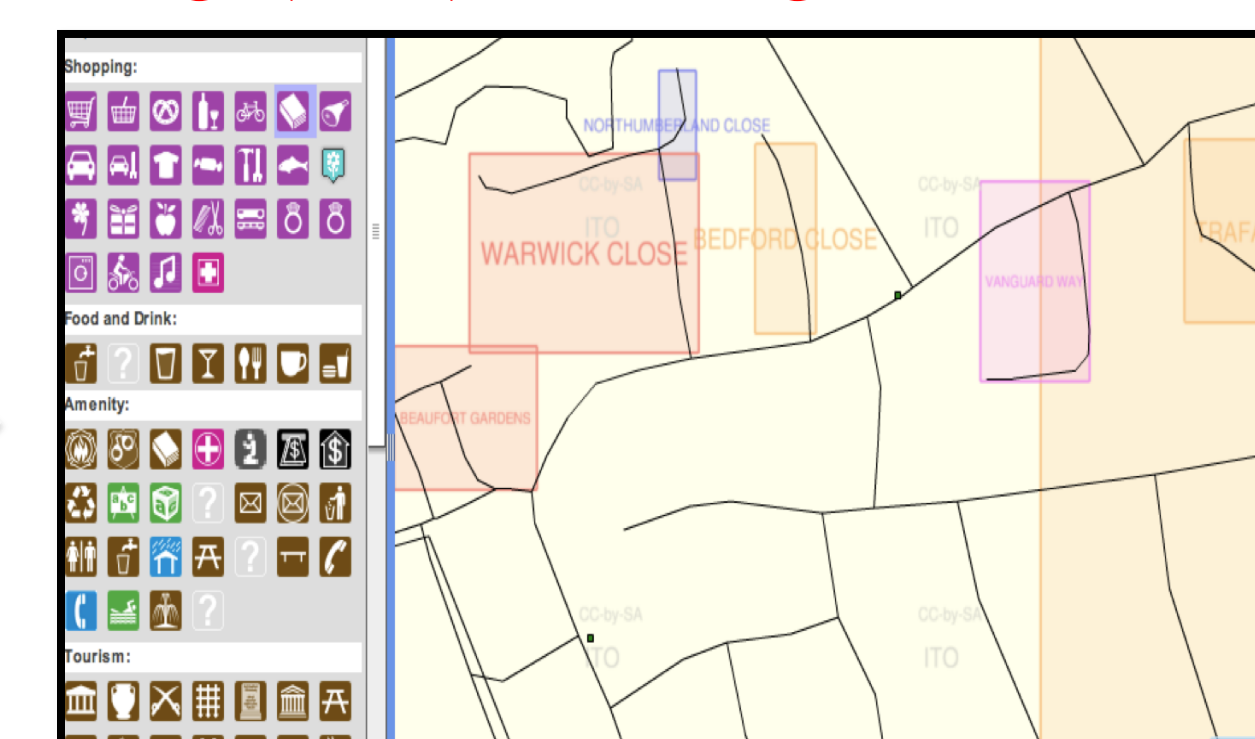 Shopping:
Food and Drink:
Amenity:
Tourism:
NORTHUMBERLAND CLOSE
CC-by-SA
CC-by-SA
ITO
ITO
WARWICK CLOSE
BEDFORD CLOSE
TRAFA
VANGUARD WAY
BEAUFORT GARDENS
CC-by-SA
CC-by-SA
ITO
ITO